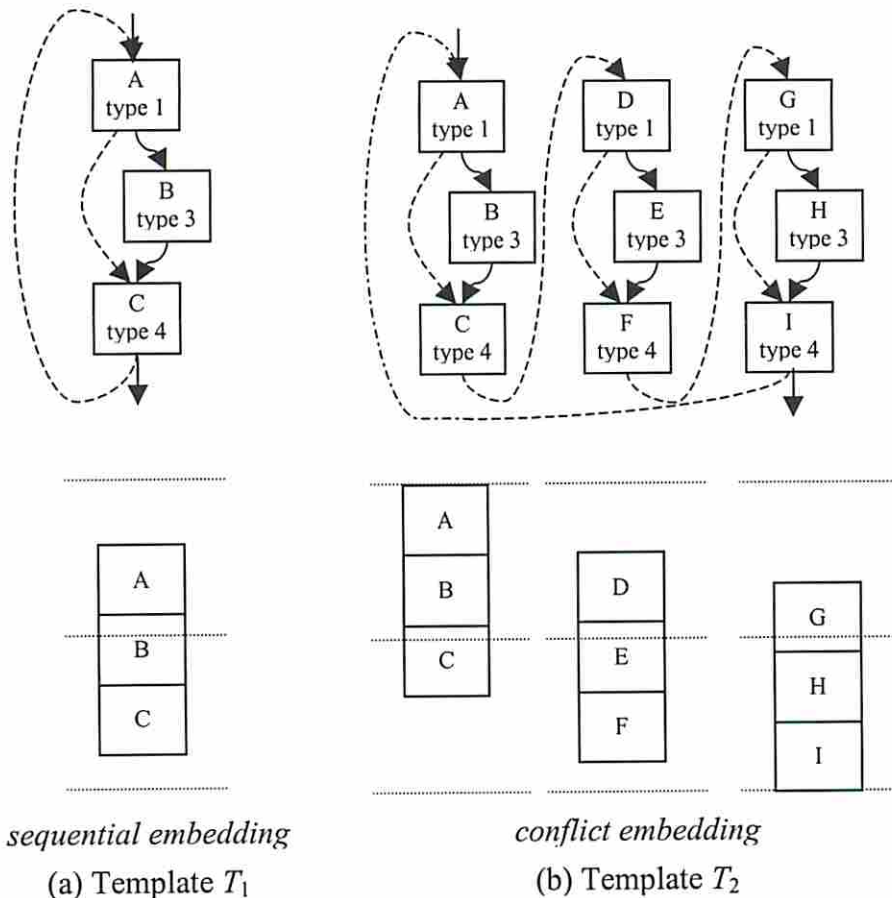 A
type 1
B
type 3
C
type 4
A
type 1
B
type 3
C
type 4
D
type 1
E
type 3
F
type 4
G
type 1
H
type 3
I
type 4
A
B
C
A
B
C
D
E
F
G
H
I
sequential embedding
(a) Template T1
conflict embedding
(b) Template T2